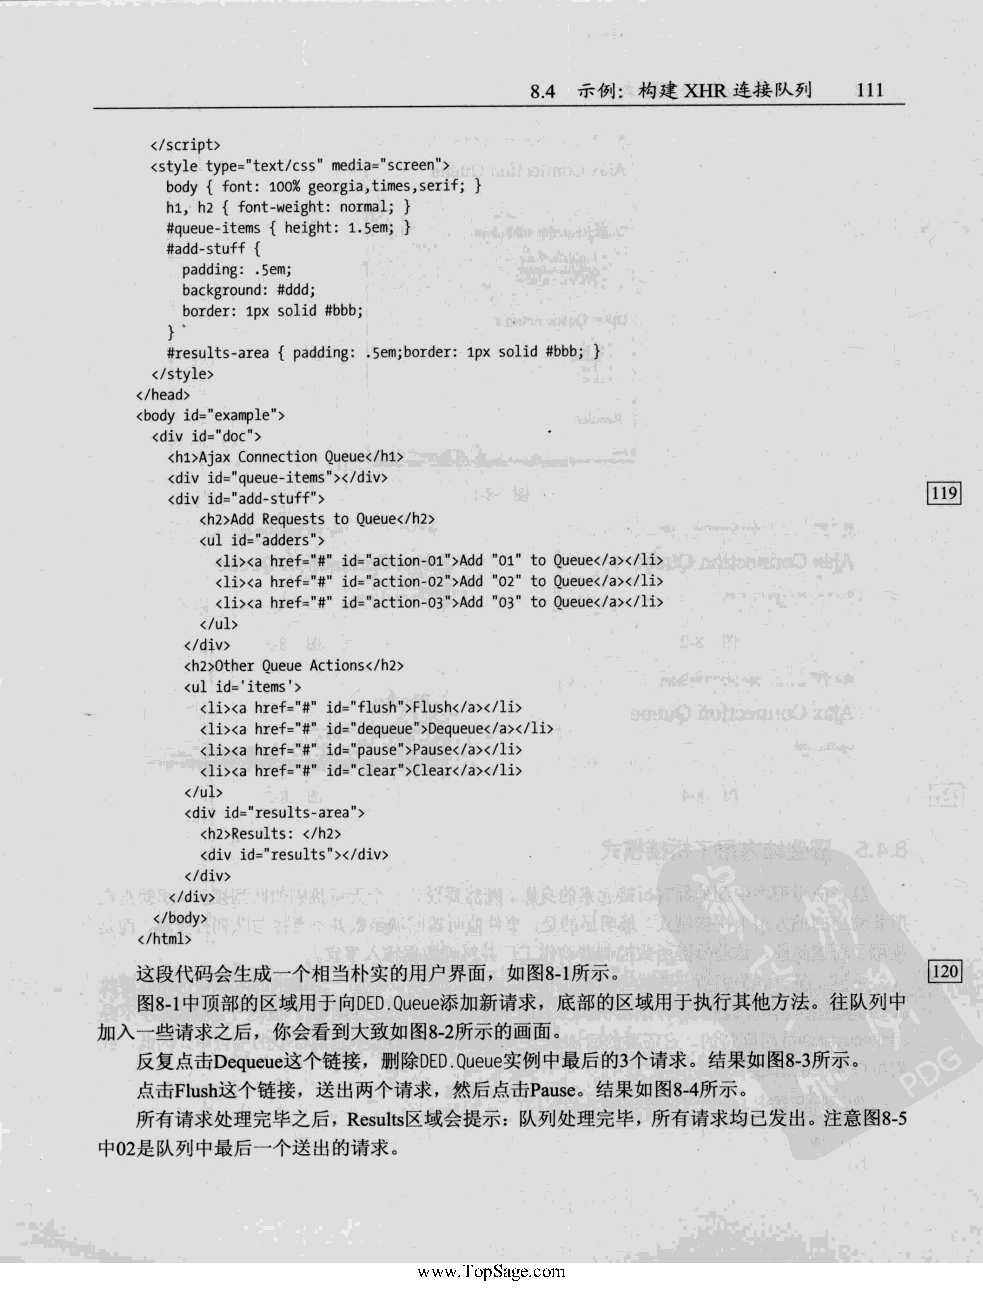 8.4 示例：构建 XHR 连接队列 111
</script>
<style type="text/css" media="screen">
body { font: 100% georgia,times,serif; }
h1, h2 { font-weight: normal; }
#queue-items { height: 1.5em; }
#add-stuff {
padding: .5em;
background: #ddd;
border: 1px solid #bbb;
}
#results-area { padding: .5em;border: 1px solid #bbb; }
</style>
</head>
<body id="example">
<div id="doc">
<h1>Ajax Connection Queue</h1>
<div id="queue-items"></div>
<div id="add-stuff">
119
<h2>Add Requests to Queue</h2>
<ul id="adders">
<li><a href="#" id="action-01">Add "01" to Queue</a></li>
<li><a href="#" id="action-02">Add "02" to Queue</a></li>
<li><a href="#" id="action-03">Add "03" to Queue</a></li>
</ul>
</div>
<h2>Other Queue Actions</h2>
<ul id='items'>
<li><a href="#" id="flush">Flush</a></li>
<li><a href="#" id="dequeue">Dequeue</a></li>
<li><a href="#" id="pause">Pause</a></li>
<li><a href="#" id="clear">Clear</a></li>
</ul>
<div id="results-area">
<h2>Results: </h2>
<div id="results"></div>
</div>
</div>
</body>
</html>
这段代码会生成一个相当朴实的用户界面，如图8-1所示。
120
图8-1中顶部的区域用于向DED.Queue添加新请求，底部的区域用于执行其他方法。往队列中
加入一些请求之后，你会看到大致如图8-2所示的画面。
反复点击Dequeue这个链接，删除DED.Queue实例中最后的3个请求。结果如图8-3所示。
点击Flush这个链接，送出两个请求，然后点击Pause。结果如图8-4所示。
所有请求处理完毕之后，Results区域会提示：队列处理完毕，所有请求均已发出。注意图8-5
中02是队列中最后一个送出的请求。
PDG
www.TopSage.com